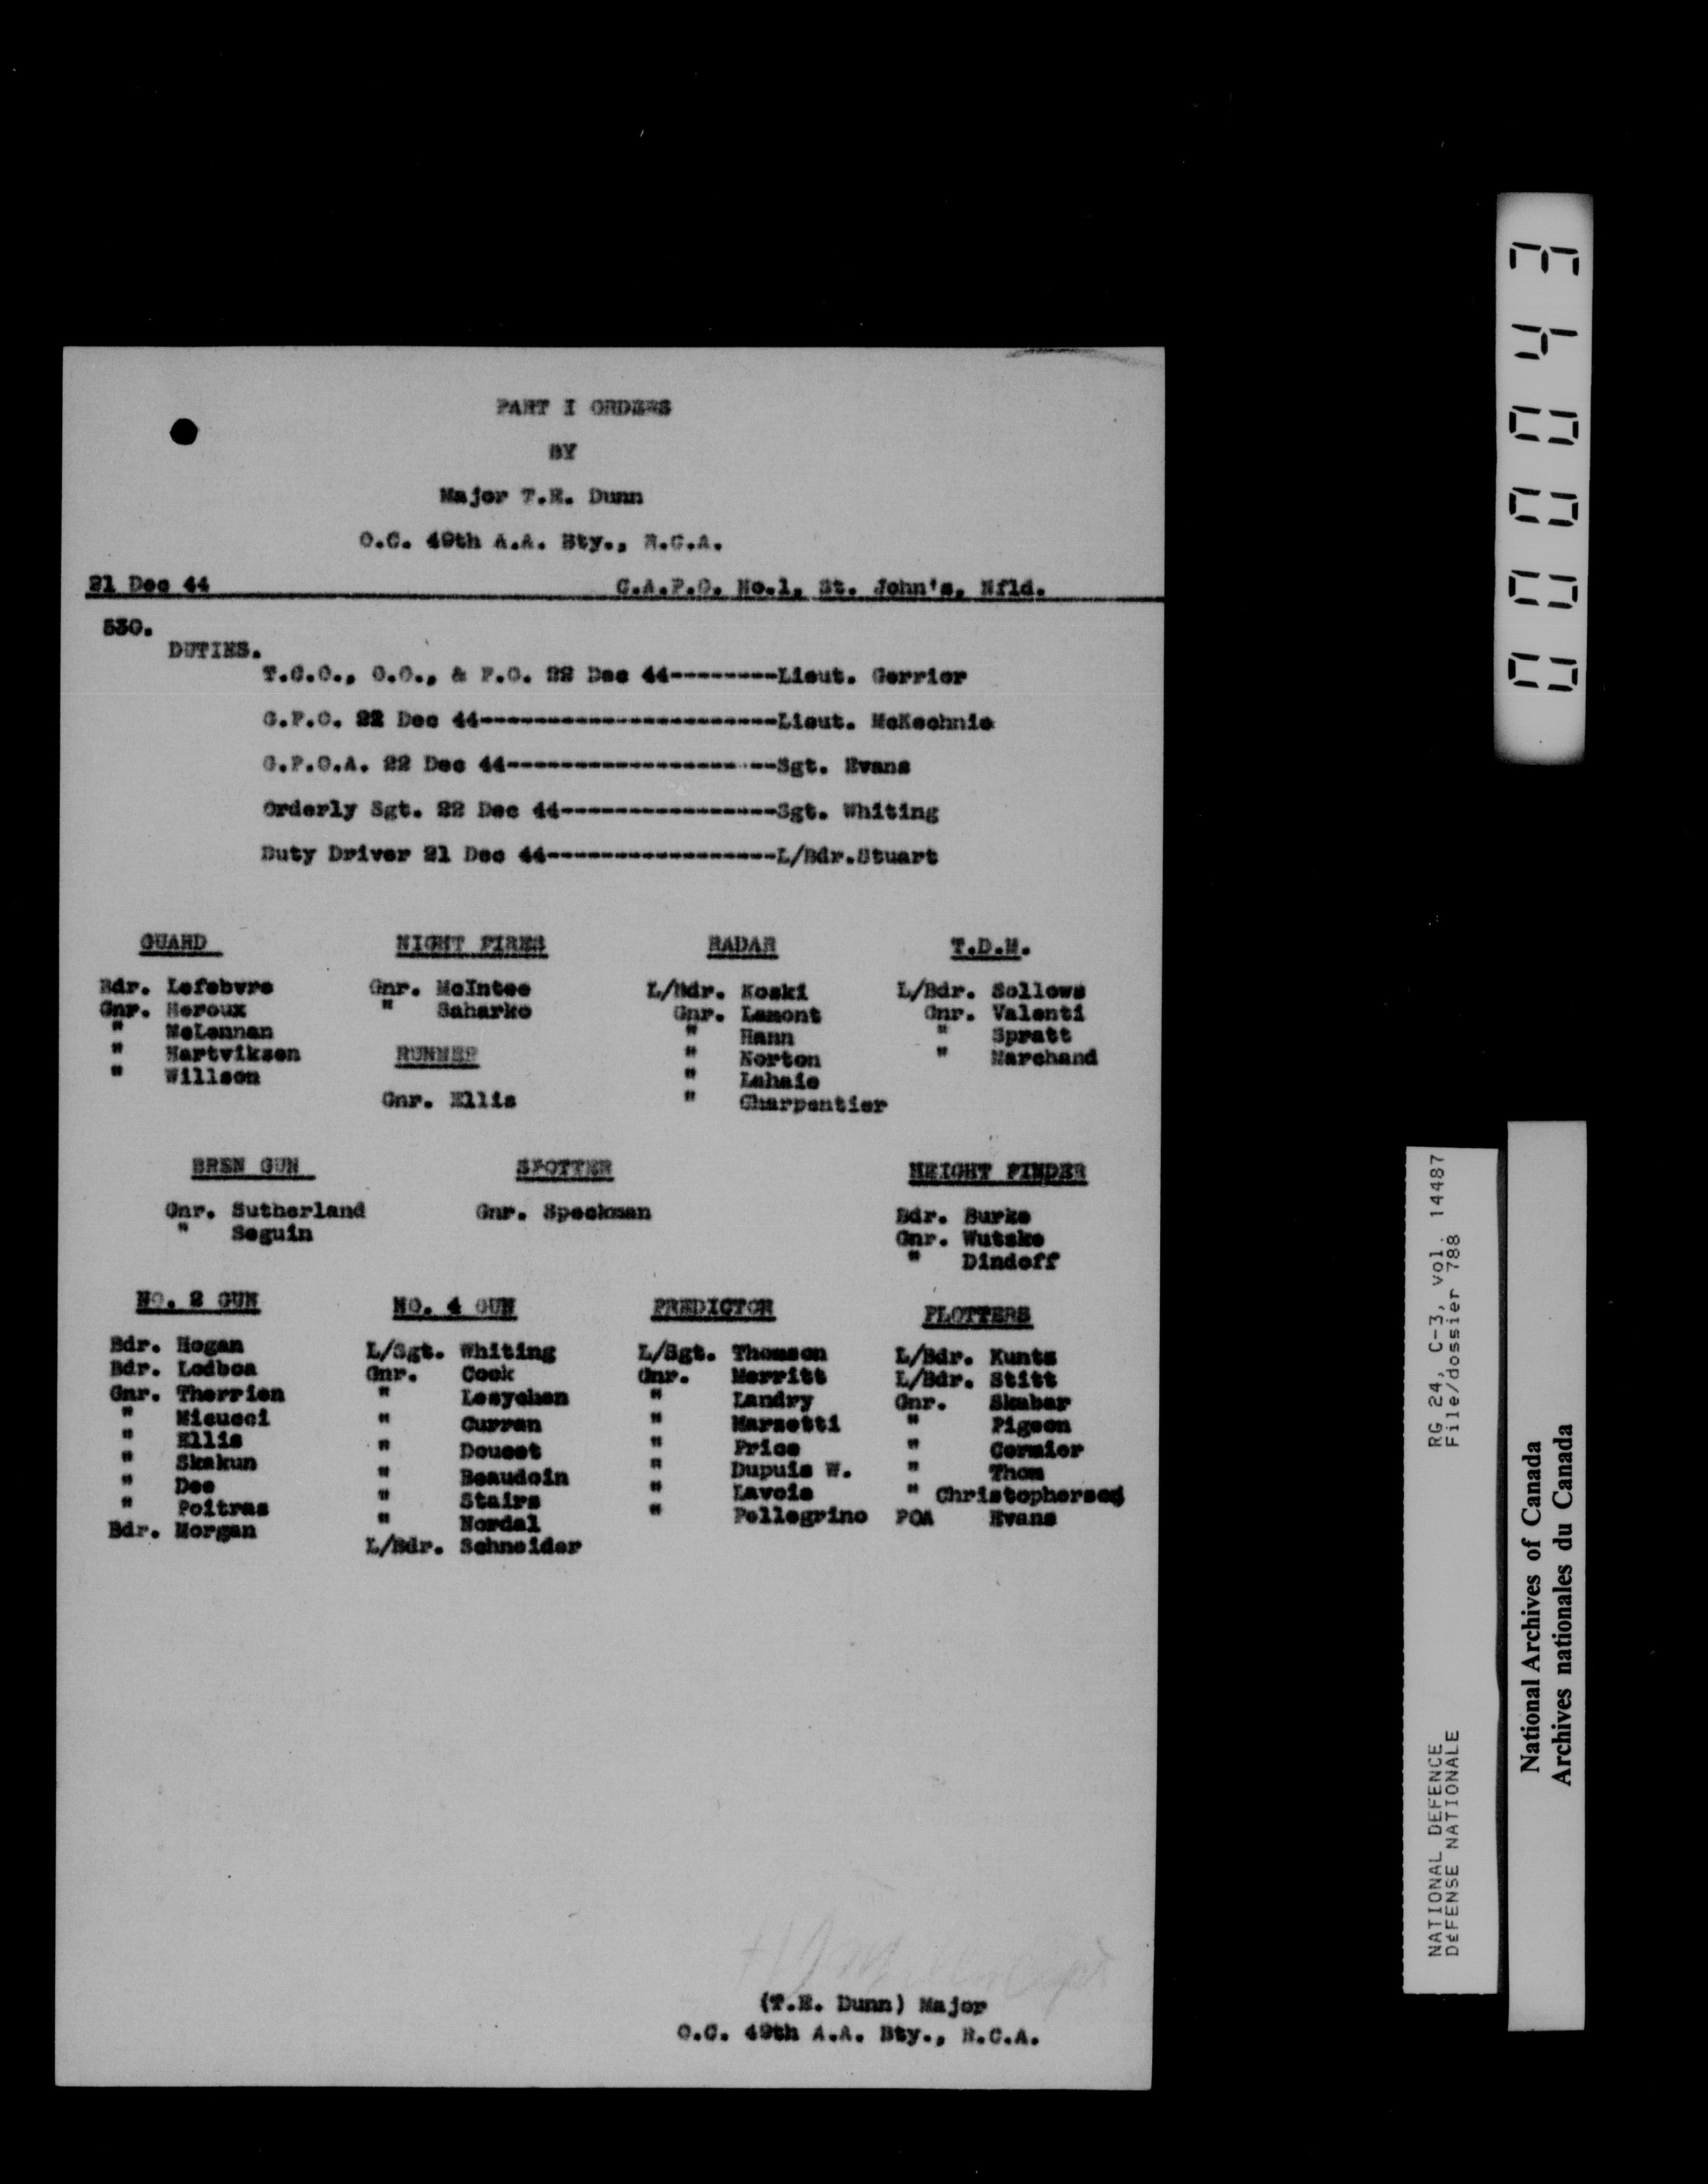 PART I ORDERS
BY
Major T.E. Dunn
O.C. 49th A.A. Bty., R.C.A.
21 Dec 44 C.A.P.O. No.1, St. John's, Nfld.
530.
DUTIES.
T.C.O., O.O., & F.O. 22 Dec 44--------Lieut. Gerrior
G.P.O. 22 Dec 44----------------------Lieut. McKechnie
G.P.O.A. 22 Dec 44--------------------Sgt. Evans
Orderly Sgt. 22 Dec 44----------------Sgt. Whiting
Duty Driver 21 Dec 44-----------------L/Bdr.Stuart
GUARD NIGHT FIRES RADAR T.D.M.
Bdr. Lefebvre Gnr. McIntee L/Bdr. Koski L/Bdr. Sollows
Gnr. Heroux " Saharko Gnr. Lamont Gnr. Valenti
" McLennan " Hann " Spratt
" Hartviksen RUNNER " Norton " Marchand
" Willson " Lahaie
Gnr. Ellis " Charpentier
BREN GUN SPOTTER HEIGHT FINDER
Gnr. Sutherland Gnr. Speckman Bdr. Burke
" Seguin Gnr. Wutzke
" Dindoff
NO. 2 GUN NO. 4 GUN PREDICTOR PLOTTERS
Bdr. Hogan L/Sgt. Whiting L/Sgt. Thomson L/Bdr. Kuntz
Bdr. Lodboa Gnr. Cook Gnr. Merritt L/Bdr. Stitt
Gnr. Therrien " Lesychen " Landry Gnr. Skubar
" Micucci " Curran " Marzetti " Pigeon
" Ellis " Doucet " Price " Cormier
" Skakun " Beaudoin " Dupuis W. " Thom
" Dee " Stairs " Lavoie " Christophersen
" Poitras " Nordal " Pellegrino POA Evans
Bdr. Morgan L/Bdr. Schneider
(T.E. Dunn) Major
O.C. 49th A.A. Bty., R.C.A.
000043
RG 24, C-3, vol. 14487
File/dossier 788
NATIONAL DEFENCE
DÉFENSE NATIONALE
National Archives of Canada
Archives nationales du Canada